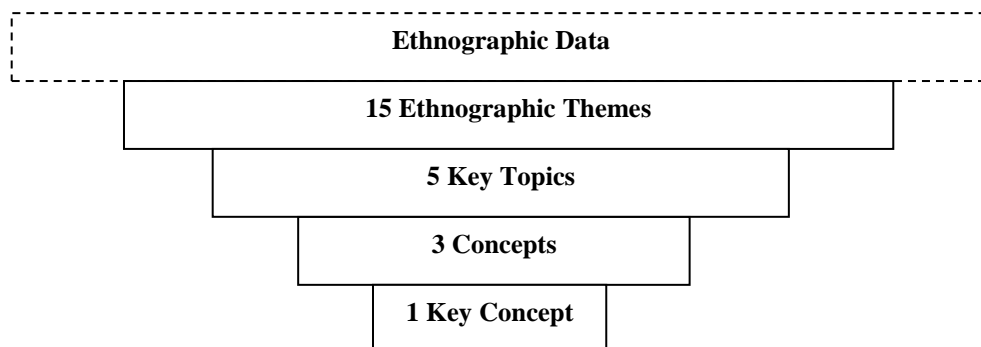 Ethnographic Data
15 Ethnographic Themes
5 Key Topics
3 Concepts
1 Key Concept